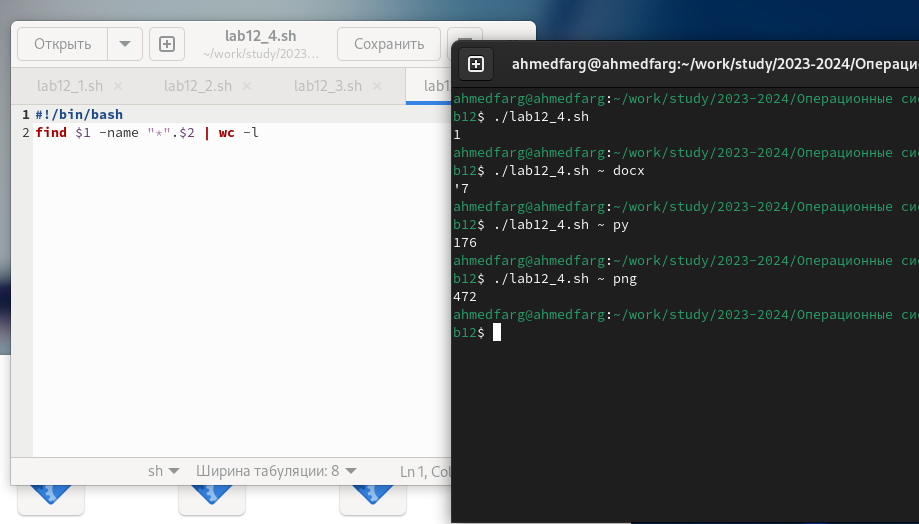 Открыть
lab12_4.sh
~/work/study/2023...
Сохранить
lab12_1.sh
lab12_2.sh
lab12_3.sh
1 #!/bin/bash
2 find $1 -name "*".$2 | wc -l
sh
Ширина табуляции: 8
Ln 1, Col
ahmedfarg@ahmedfarg:~/work/study/2023-2024/Операцион
ahmedfarg@ahmedfarg:~/work/study/2023-2024/Операционные си
b12$ ./lab12_4.sh
1
ahmedfarg@ahmedfarg:~/work/study/2023-2024/Операционные си
b12$ ./lab12_4.sh ~ docx
'7
ahmedfarg@ahmedfarg:~/work/study/2023-2024/Операционные си
b12$ ./lab12_4.sh ~ py
176
ahmedfarg@ahmedfarg:~/work/study/2023-2024/Операционные си
b12$ ./lab12_4.sh ~ png
472
ahmedfarg@ahmedfarg:~/work/study/2023-2024/Операционные си
b12$